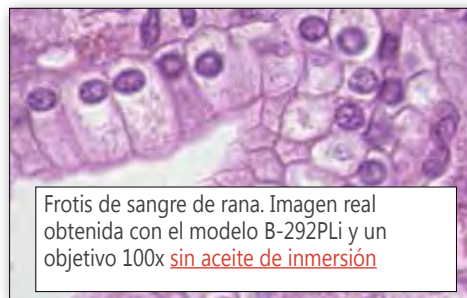 Frotis de sangre de rana. Imagen real
obtenida con el modelo B-292PLi y un
objetivo 100x sin aceite de inmersión